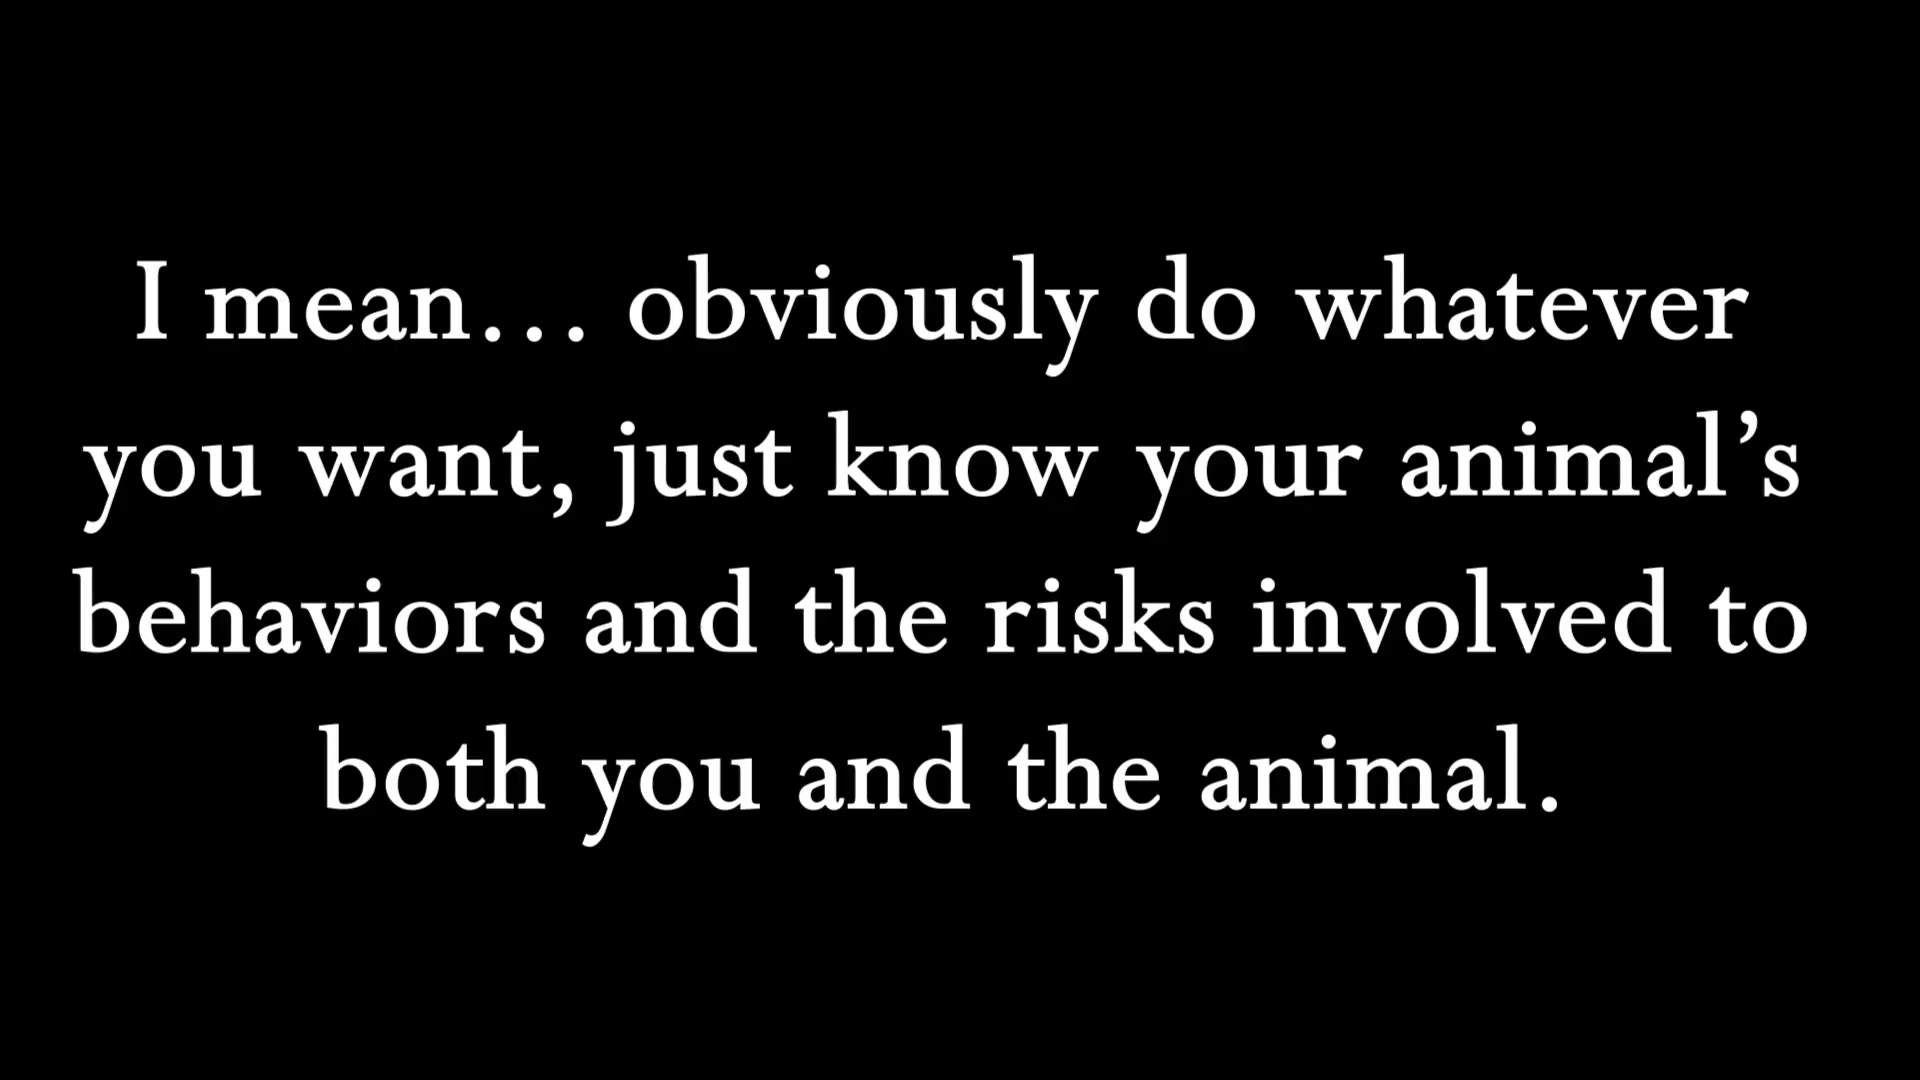 I mean… obviously do whatever
you want, just know your animal’s
behaviors and the risks involved to
both you and the animal.